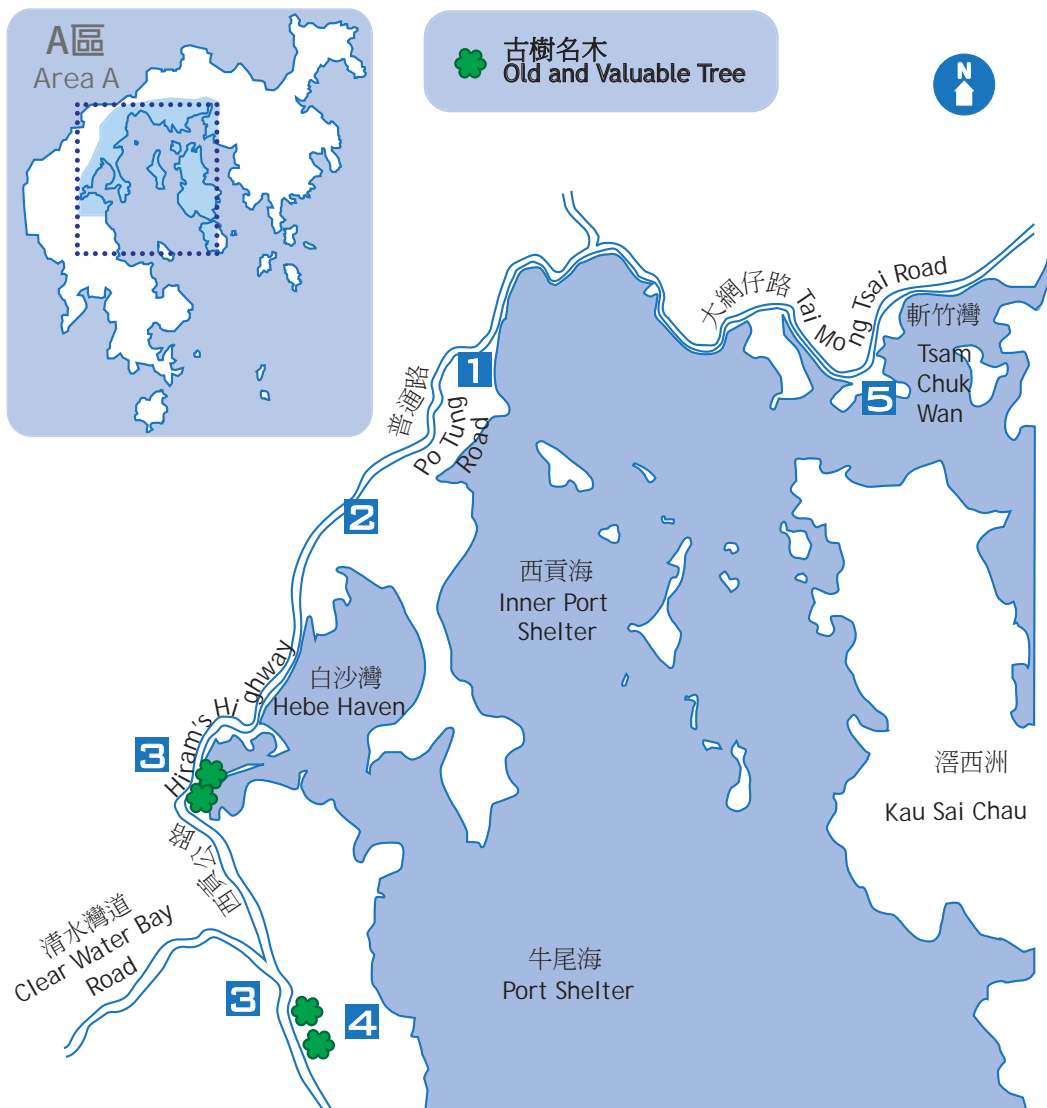 A區
Area A
古樹名木
Old and Valuable Tree
N
大網仔路
Tai Mong Tsai Road
斬竹灣
Tsam
Chuk
Wan
1
普通路
Po Tung
Road
5
2
西貢海
Inner Port
Shelter
Hiram's Highway
白沙灣
Hebe Haven
3
西貢公路
滘西洲
Kau Sai Chau
清水灣道
Clear Water Bay
Road
牛尾海
Port Shelter
3
4